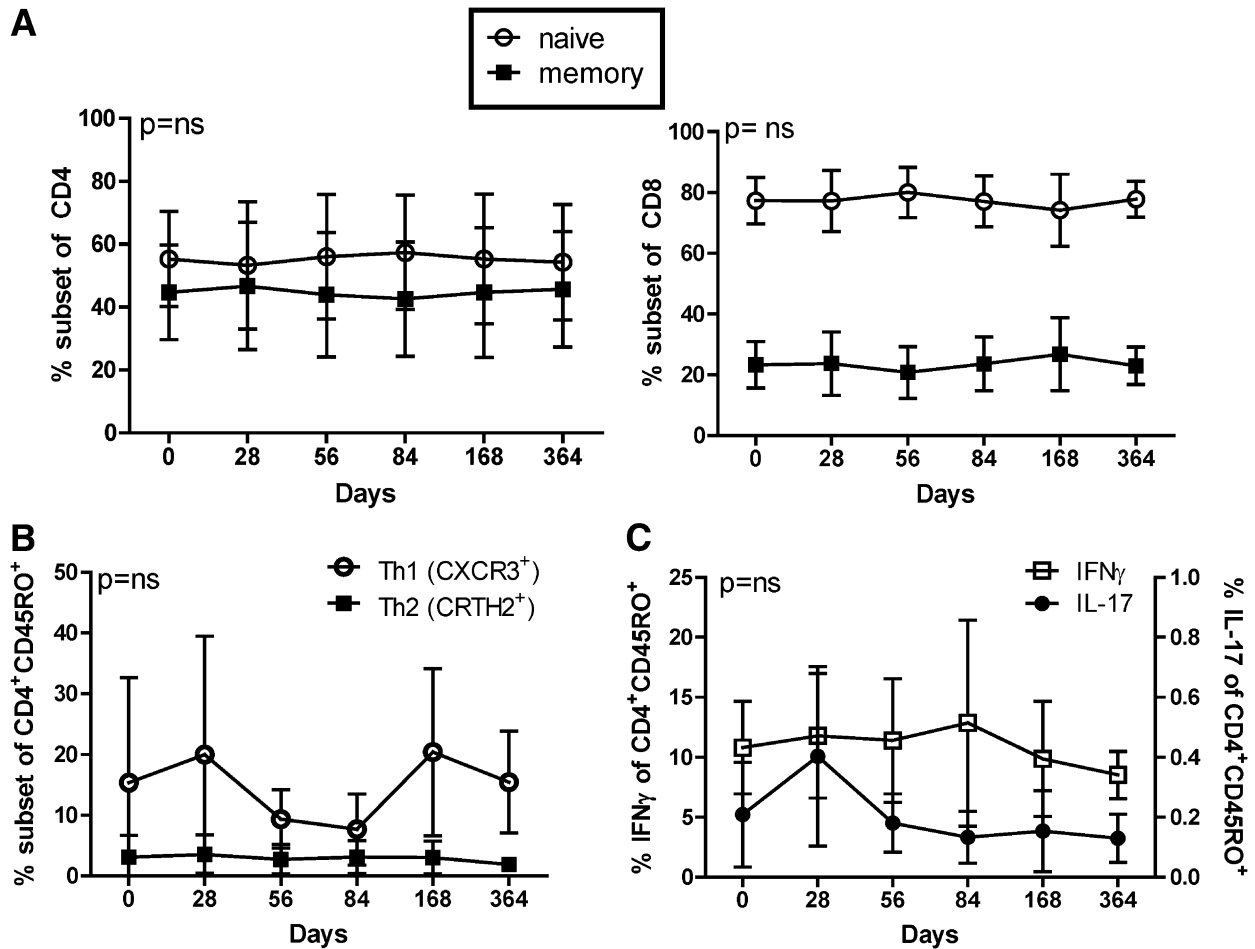 A
naive
memory
p=ns
100
80
60
40
20
0
% subset of CD4
0 28 56 84 168 364
Days
p= ns
100
80
60
40
20
0
% subset of CD8
0 28 56 84 168 364
Days
B
Th1 (CXCR3⁺)
Th2 (CRTH2⁺)
p=ns
50
40
30
20
10
0
% subset of CD4⁺CD45RO⁺
0 28 56 84 168 364
Days
C
IFNγ
IL-17
p=ns
25
20
15
10
5
0
% IFNγ of CD4⁺CD45RO⁺
1.0
0.8
0.6
0.4
0.2
0.0
% IL-17 of CD4⁺CD45RO⁺
0 28 56 84 168 364
Days